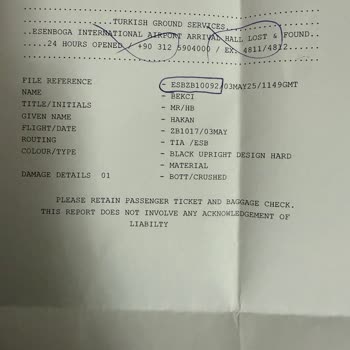 ........TURKISH GROUND SERVICES........
..ESENBOGA INTERNATIONAL AIRPORT ARRIVAL HALL LOST & FOUND..
.....24 HOURS OPENED / +90 312 5904000 / EX. 4811/4812.....
FILE REFERENCE - ESBZB10092/03MAY25/1149GMT
NAME - BEKCI
TITLE/INITIALS - MR/HB
GIVEN NAME - HAKAN
FLIGHT/DATE - ZB1017/03MAY
ROUTING - TIA /ESB
COLOUR/TYPE - BLACK UPRIGHT DESIGN HARD
- MATERIAL
DAMAGE DETAILS 01 - BOTT/CRUSHED
PLEASE RETAIN PASSENGER TICKET AND BAGGAGE CHECK.
THIS REPORT DOES NOT INVOLVE ANY ACKNOWLEDGEMENT OF
LIABILTY